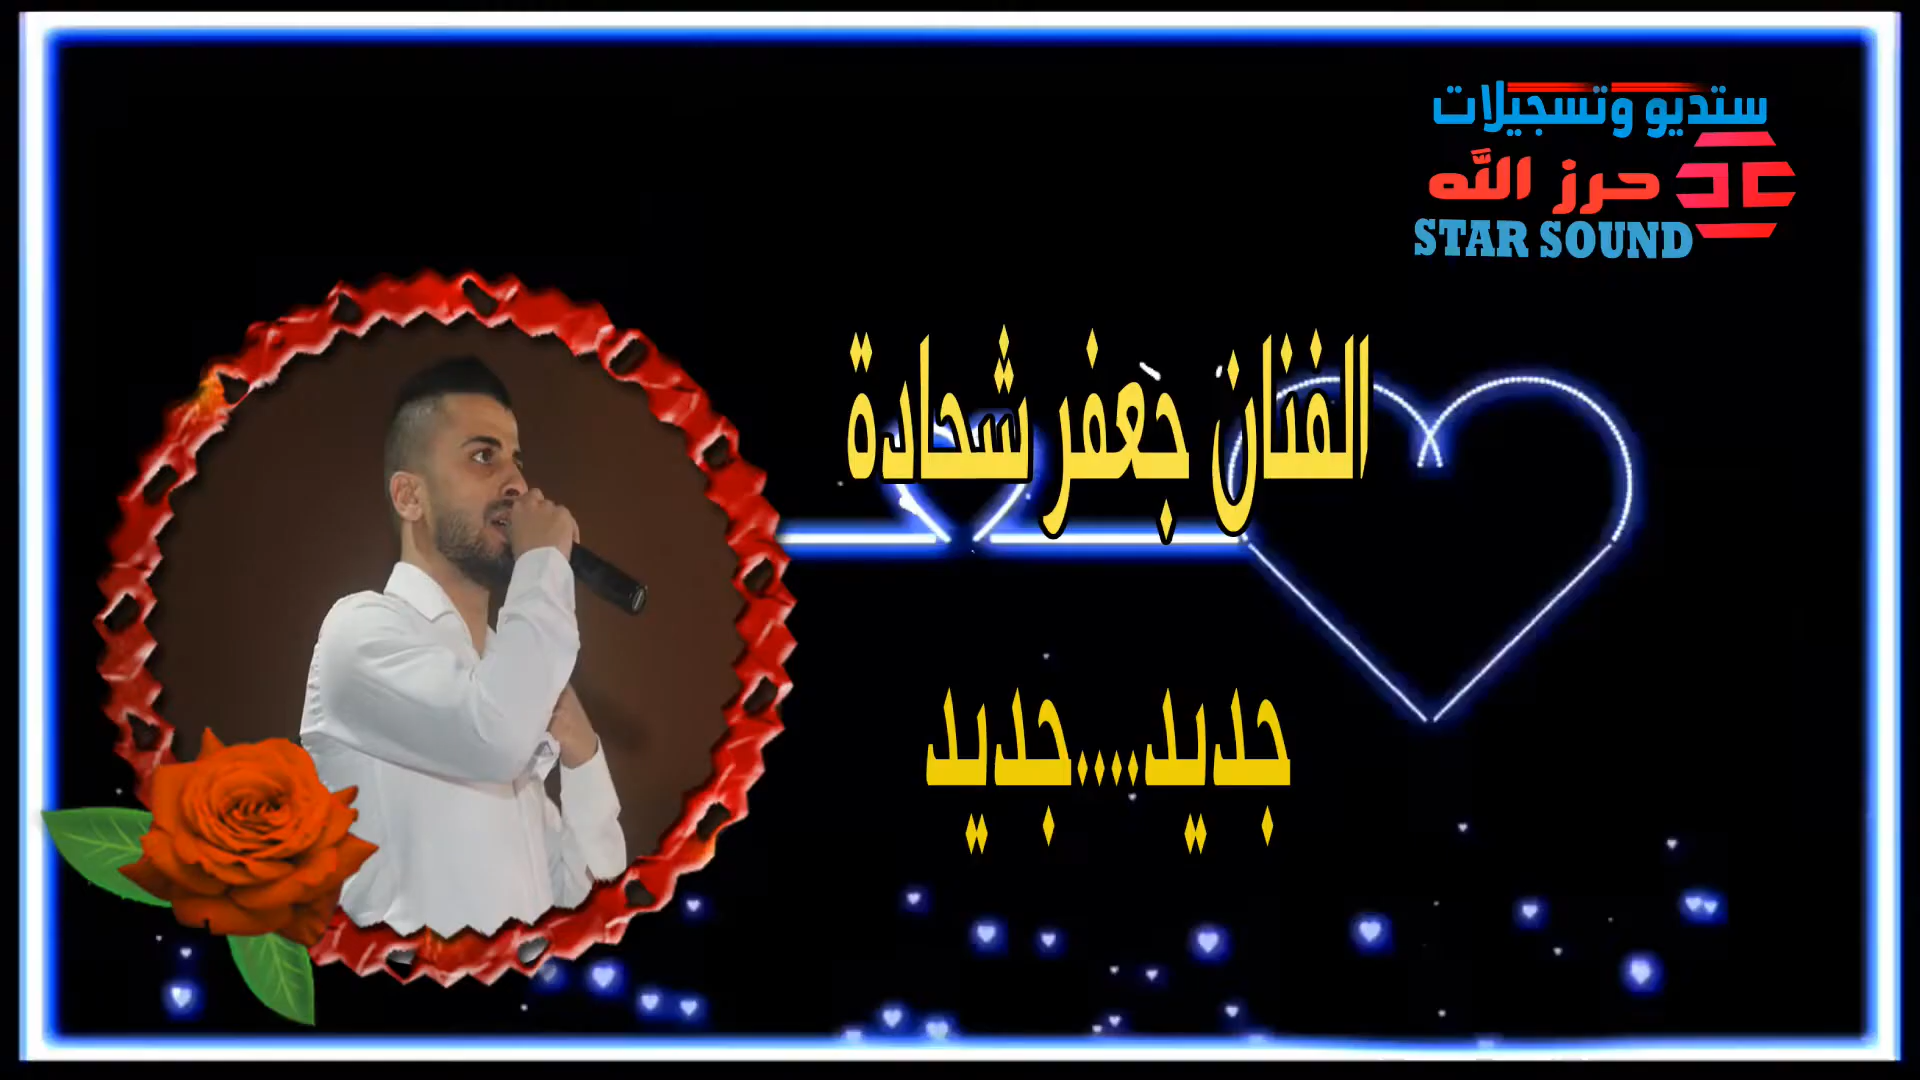 ستديو وتسجيلات
حرز الله
STAR SOUND
الفنان جعفر شحادة
جديد....جديد